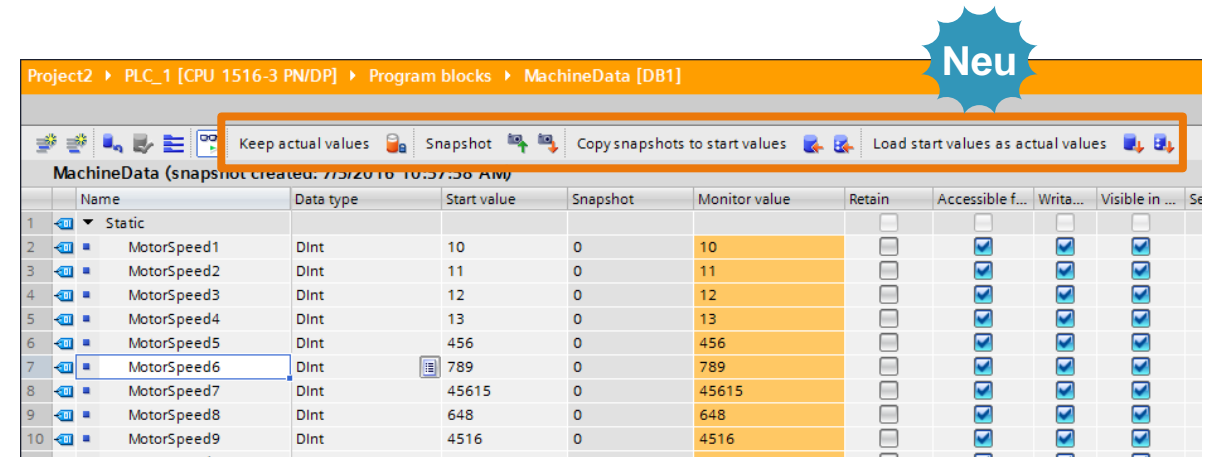 Neu
Project2 ▸ PLC_1 [CPU 1516-3 PN/DP] ▸ Program blocks ▸ MachineData [DB1]
Keep actual values Snapshot Copy snapshots to start values Load start values as actual values
MachineData (snapshot created: 7/5/2016 10:57:58 AM)
Name Data type Start value Snapshot Monitor value Retain Accessible f... Writa... Visible in ... Se
1 Static
2 MotorSpeed1 DInt 10 0 10
3 MotorSpeed2 DInt 11 0 11
4 MotorSpeed3 DInt 12 0 12
5 MotorSpeed4 DInt 13 0 13
6 MotorSpeed5 DInt 456 0 456
7 MotorSpeed6 DInt 789 0 789
8 MotorSpeed7 DInt 45615 0 45615
9 MotorSpeed8 DInt 648 0 648
10 MotorSpeed9 DInt 4516 0 4516